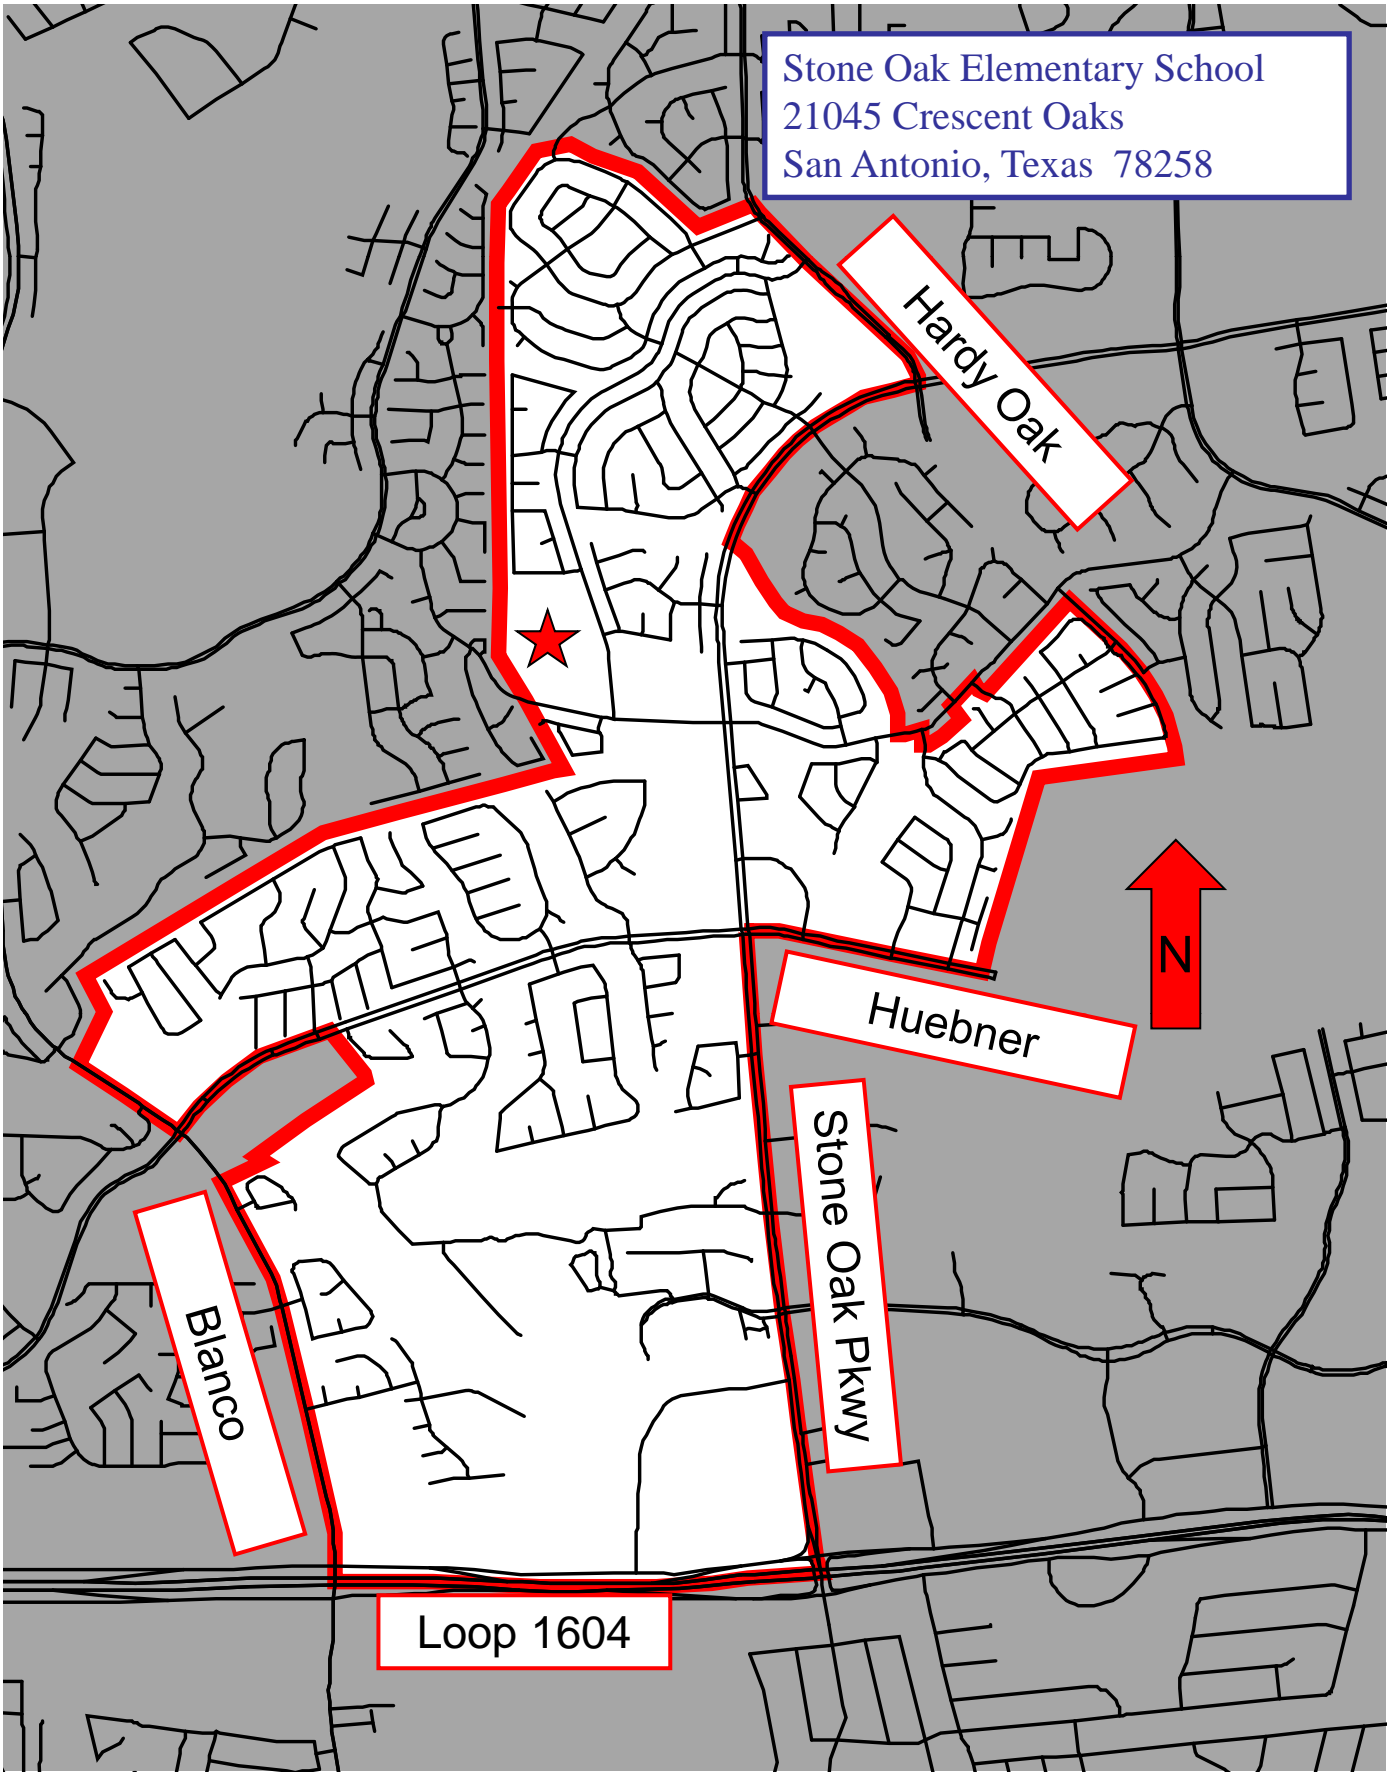 Stone Oak Elementary School
21045 Crescent Oaks
San Antonio, Texas 78258
Hardy Oak
N
Huebner
Stone Oak Pkwy
Blanco
Loop 1604